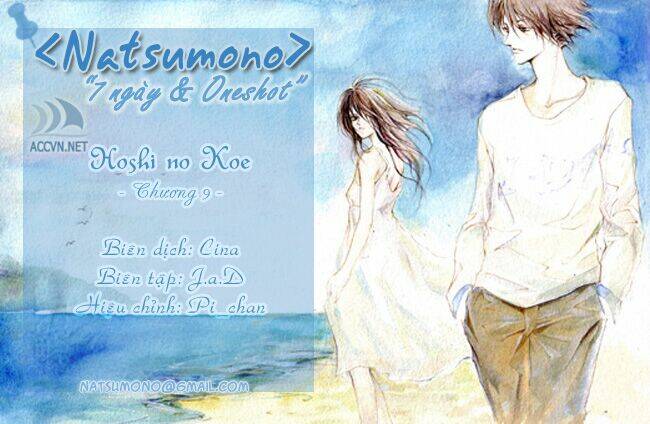 <Natsumono>
"7 ngày & Oneshot"
ACCVN.NET
Hoshi no Koe
- Chương 9 -
Biên dịch: Cina
Biên tập: J.a.D
Hiệu chỉnh: Pi_chan
NATSUMONO@GMAIL.COM